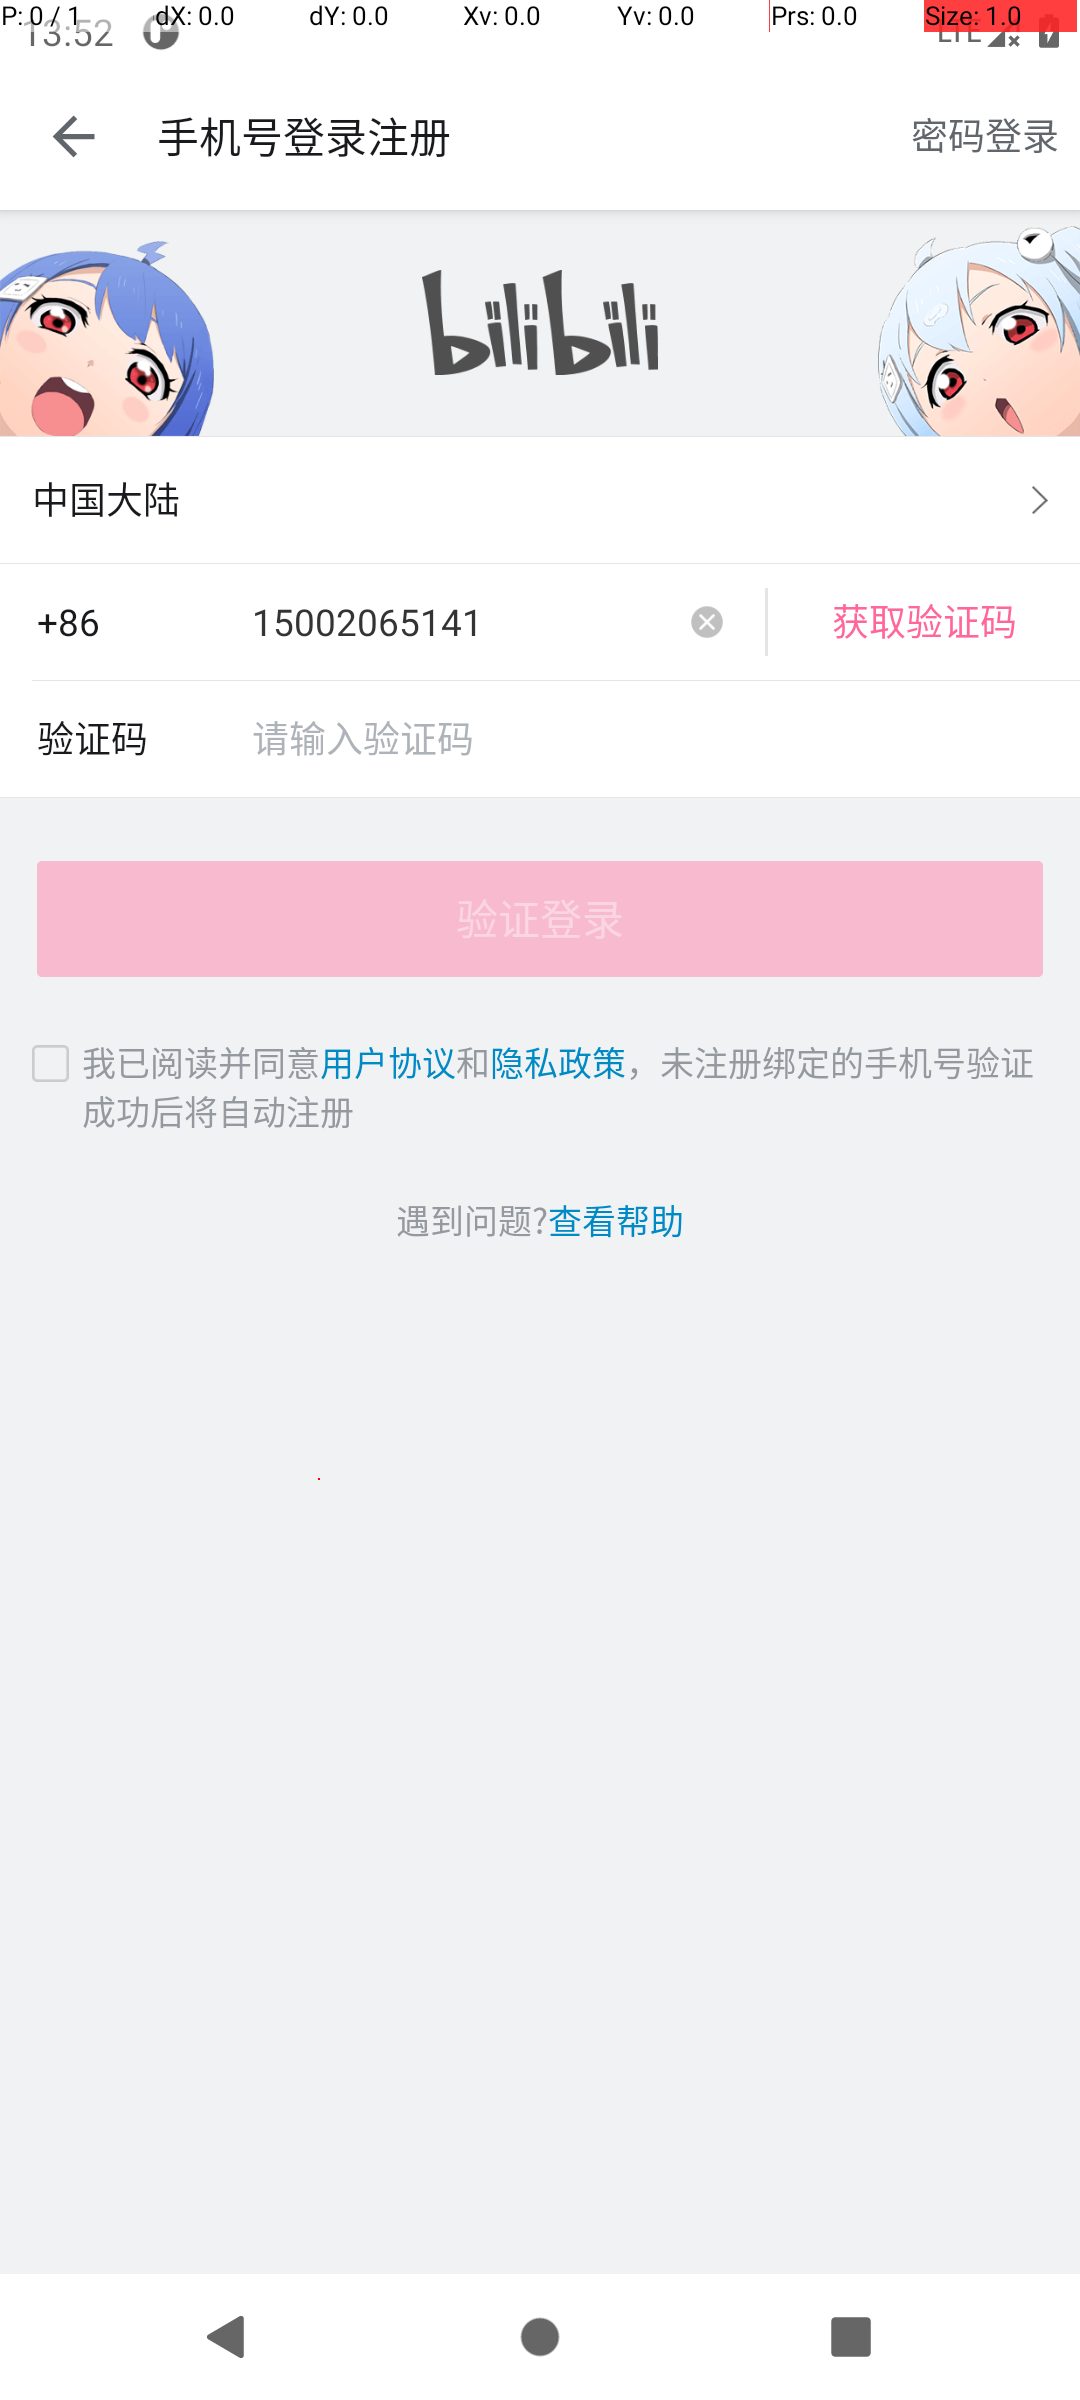 P: 0 / 1 dX: 0.0 dY: 0.0 Xv: 0.0 Yv: 0.0 Prs: 0.0 Size: 1.0
13:52 LTE
手机号登录注册 密码登录
bilibili
中国大陆
+86 15002065141 获取验证码
验证码 请输入验证码
验证登录
我已阅读并同意用户协议和隐私政策，未注册绑定的手机号验证
成功后将自动注册
遇到问题?查看帮助